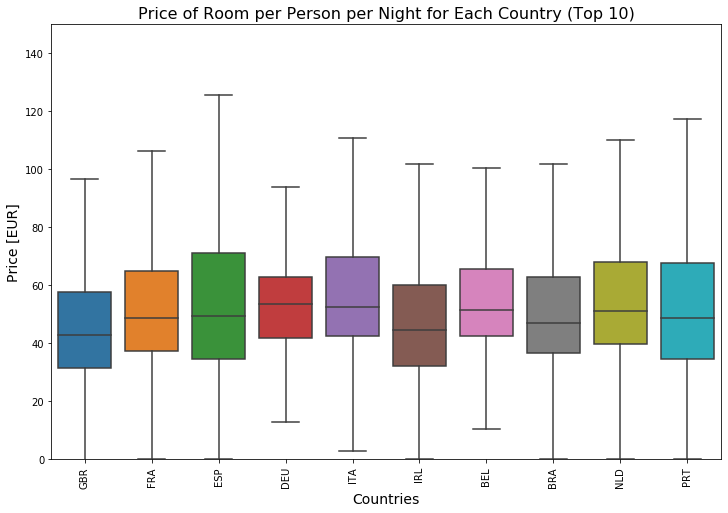 Price of Room per Person per Night for Each Country (Top 10)
Price [EUR]
140
120
100
80
60
40
20
0
GBR
FRA
ESP
DEU
ITA
IRL
BEL
BRA
NLD
PRT
Countries